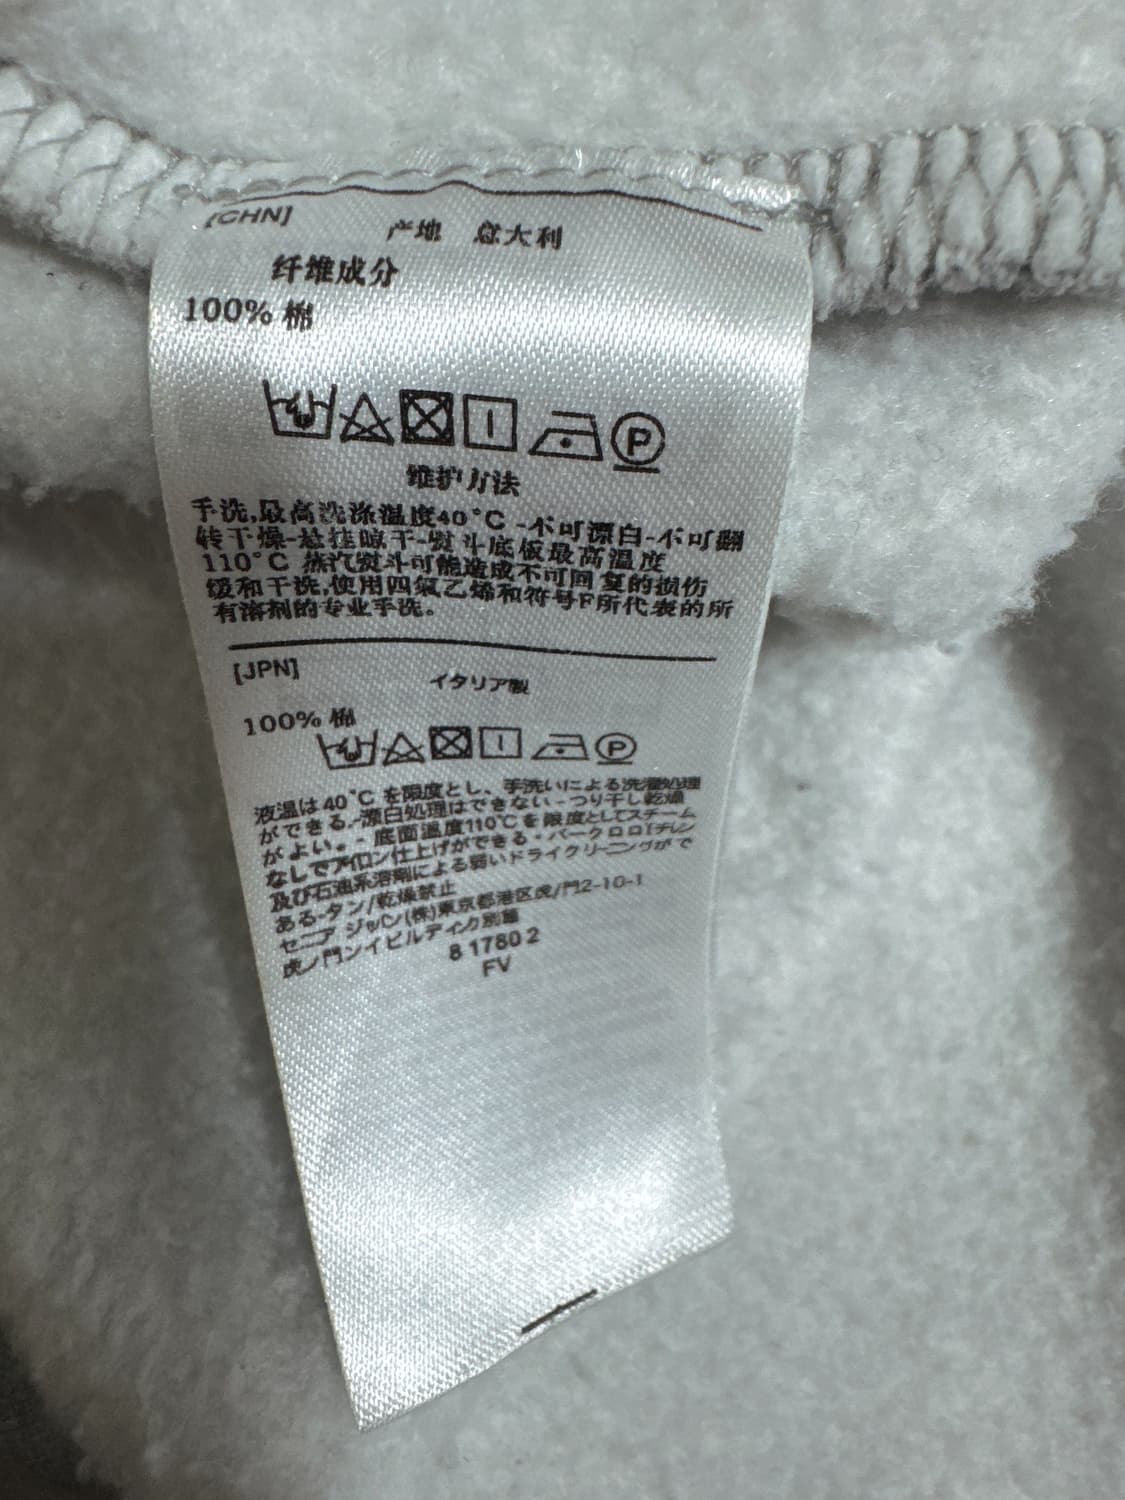 [CHN]
产地 意大利
纤维成分
100% 棉
P
维护方法
手洗,最高洗涤温度40°C -不可漂白-不可翻
转干燥-悬挂晾干-熨斗底板最高温度
110°C 蒸汽熨斗可能造成不可回复的损伤
缓和干洗,使用四氯乙烯和符号F所代表的所
有溶剂的专业手洗。
[JPN]
イタリア製
100% 棉
P
液温は40°Cを限度とし、手洗いによる洗濯処理
ができる.-漂白処理はできない-つり干し乾燥
がよい。- 底面温度110°Cを限度としてスチーム
なしでアイロン仕上げができる-パークロロエチレン
及び石油系溶剤による弱いドライクリーニングがで
ある-タンノ乾燥禁止
セニア ジャパン(株)東京都港区虎ノ門2-10-1
虎ノ門ンイビルディング別館
8 1780 2
FV